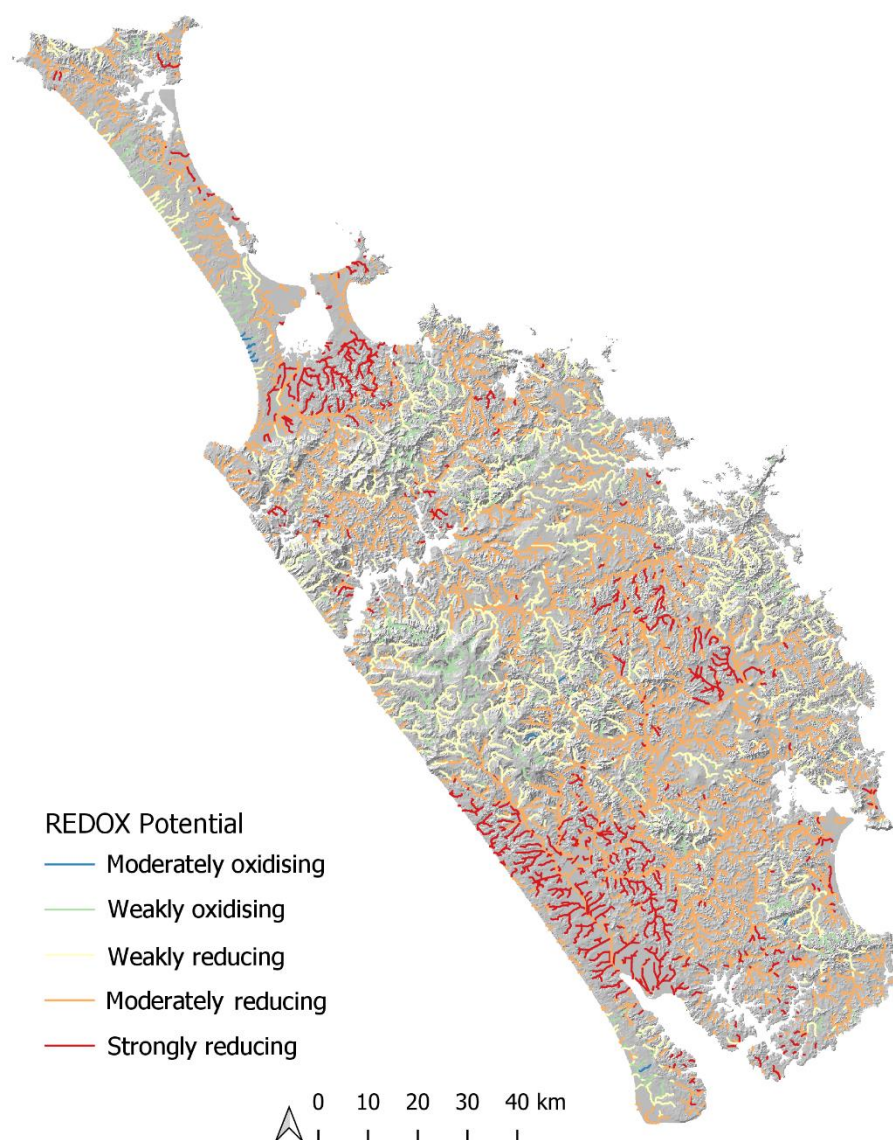 REDOX Potential
Moderately oxidising
Weakly oxidising
Weakly reducing
Moderately reducing
Strongly reducing
0 10 20 30 40 km